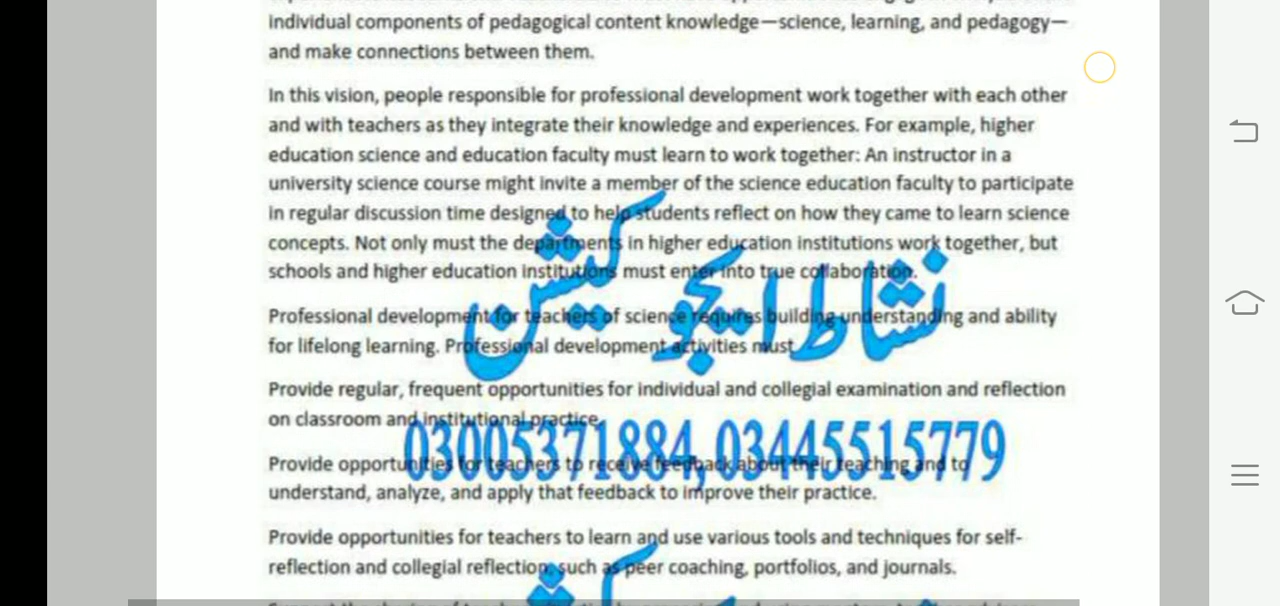 individual components of pedagogical content knowledge—science, learning, and pedagogy—
and make connections between them.
In this vision, people responsible for professional development work together with each other
and with teachers as they integrate their knowledge and experiences. For example, higher
education science and education faculty must learn to work together: An instructor in a
university science course might invite a member of the science education faculty to participate
in regular discussion time designed to help students reflect on how they came to learn science
concepts. Not only must the departments in higher education institutions work together, but
schools and higher education institutions must enter into true collaboration.
نشاط ایجوکیشن
Professional development for teachers of science requires building understanding and ability
for lifelong learning. Professional development activities must
Provide regular, frequent opportunities for individual and collegial examination and reflection
on classroom and institutional practice.
03005371884,03445515779
Provide opportunities for teachers to receive feedback about their teaching and to
understand, analyze, and apply that feedback to improve their practice.
Provide opportunities for teachers to learn and use various tools and techniques for self-
reflection and collegial reflection, such as peer coaching, portfolios, and journals.